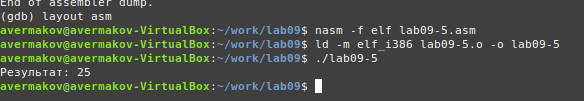 End of assembler dump.
(gdb) layout asm
avermakov@avermakov-VirtualBox:~/work/lab09$ nasm -f elf lab09-5.asm
avermakov@avermakov-VirtualBox:~/work/lab09$ ld -m elf_i386 lab09-5.o -o lab09-5
avermakov@avermakov-VirtualBox:~/work/lab09$ ./lab09-5
Результат: 25
avermakov@avermakov-VirtualBox:~/work/lab09$